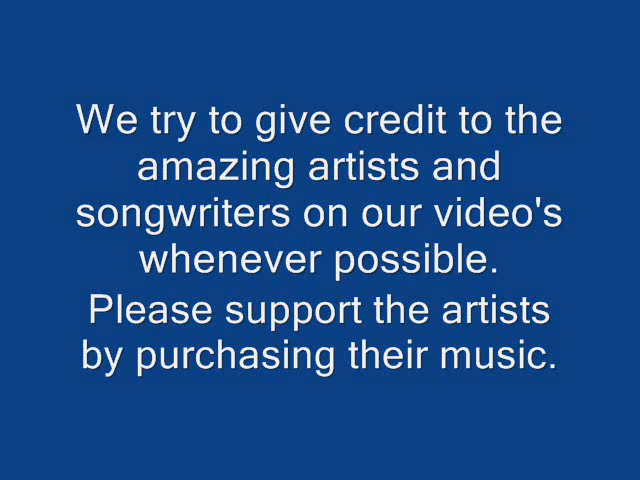 We try to give credit to the
amazing artists and
songwriters on our video's
whenever possible.
Please support the artists
by purchasing their music.